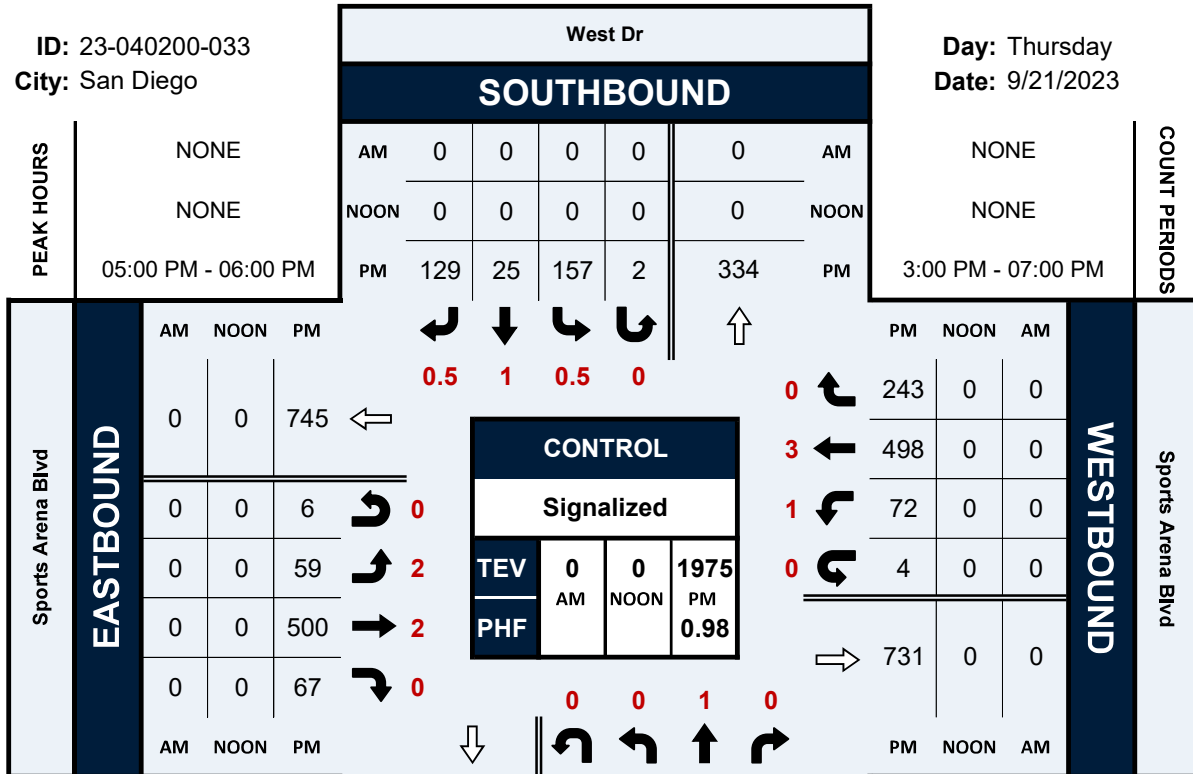 West Dr
ID: 23-040200-033
City: San Diego
Day: Thursday
Date: 9/21/2023
SOUTHBOUND
PEAK HOURS
NONE
NONE
05:00 PM - 06:00 PM
AM 0 0 0 0 0 AM
NOON 0 0 0 0 0 NOON
PM 129 25 157 2 334 PM
NONE
NONE
3:00 PM - 07:00 PM
COUNT PERIODS
0.5 1 0.5 0
Sports Arena Blvd
EASTBOUND
AM NOON PM
0 0 745
0 0 6 0
0 0 59 2
0 0 500 2
0 0 67 0
AM NOON PM
CONTROL
Signalized
TEV 0 0 1975
AM NOON PM
PHF 0.98
PM NOON AM
0 243 0 0
3 498 0 0
1 72 0 0
0 4 0 0
731 0 0
PM NOON AM
WESTBOUND
Sports Arena Blvd
0 0 1 0